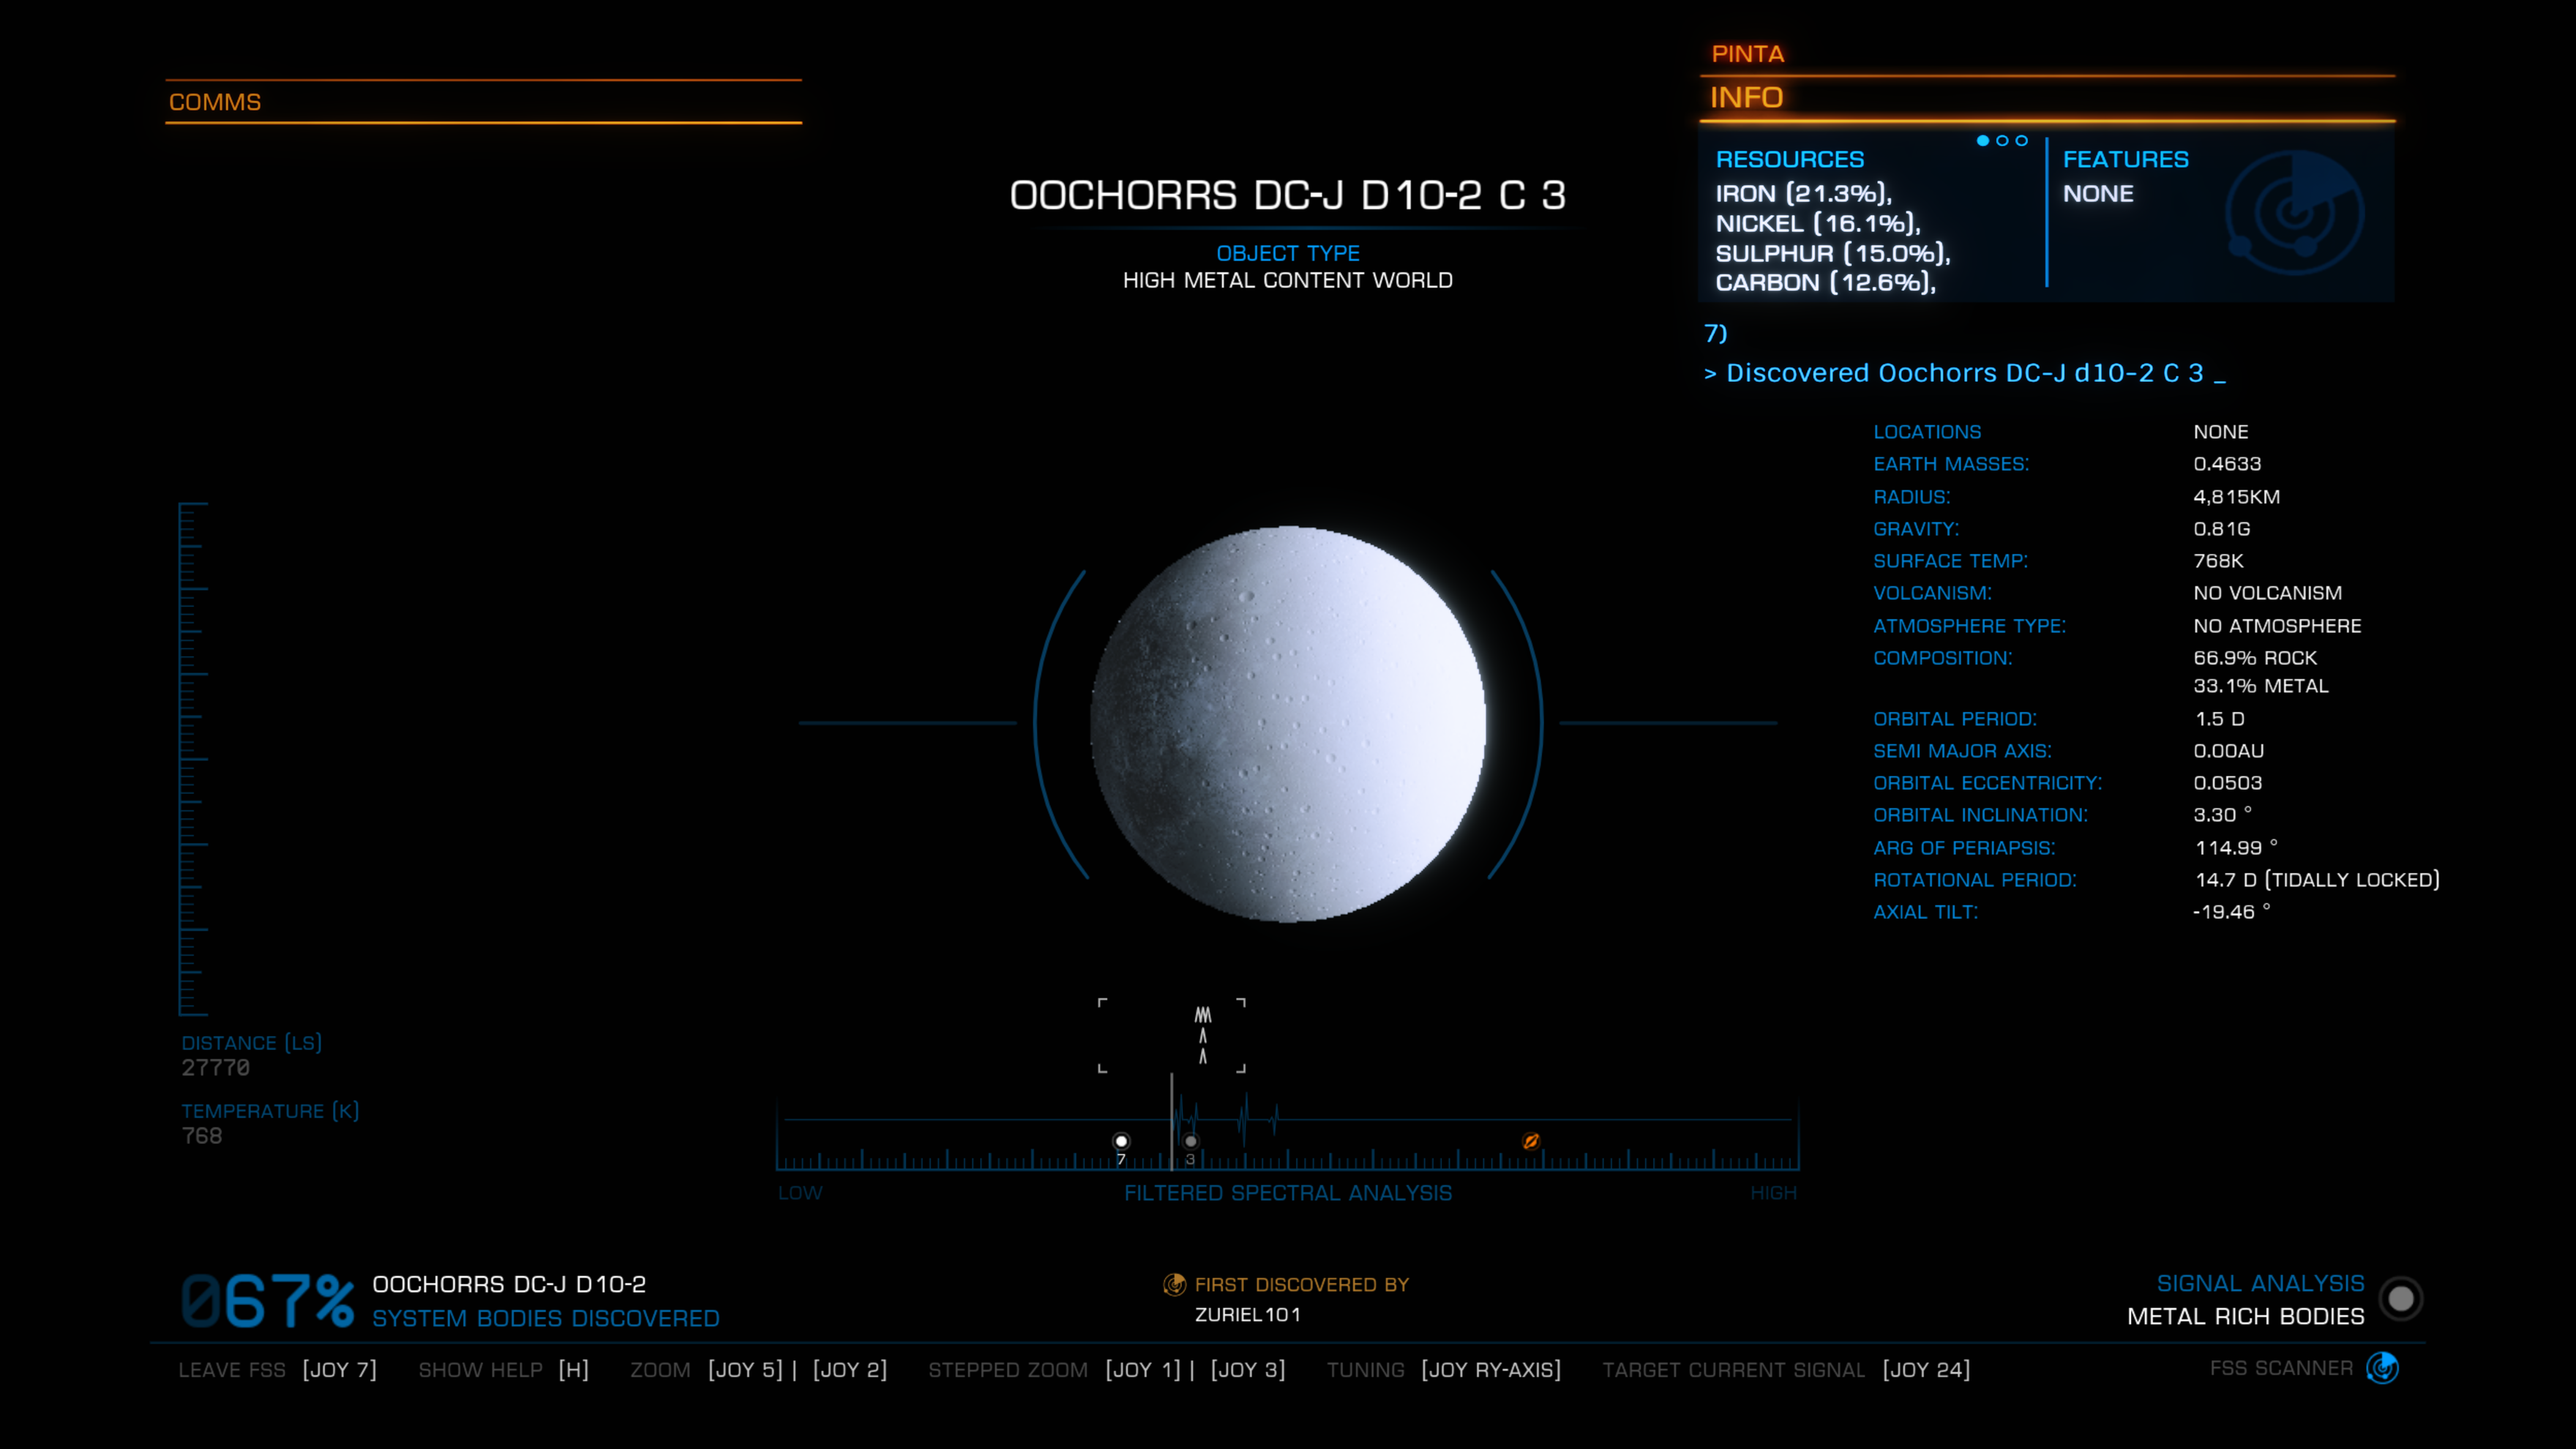 COMMS
PINTA
INFO
RESOURCES
IRON (21.3%),
NICKEL (16.1%),
SULPHUR (15.0%),
CARBON (12.6%),
FEATURES
NONE
7)
> Discovered Oochorrs DC-J d10-2 C 3 _
OOCHORRS DC-J D10-2 C 3
OBJECT TYPE
HIGH METAL CONTENT WORLD
LOCATIONS NONE
EARTH MASSES: 0.4633
RADIUS: 4,815KM
GRAVITY: 0.81G
SURFACE TEMP: 768K
VOLCANISM: NO VOLCANISM
ATMOSPHERE TYPE: NO ATMOSPHERE
COMPOSITION: 66.9% ROCK
33.1% METAL
ORBITAL PERIOD: 1.5 D
SEMI MAJOR AXIS: 0.00AU
ORBITAL ECCENTRICITY: 0.0503
ORBITAL INCLINATION: 3.30 °
ARG OF PERIAPSIS: 114.99 °
ROTATIONAL PERIOD: 14.7 D (TIDALLY LOCKED)
AXIAL TILT: -19.46 °
DISTANCE (LS)
27770
TEMPERATURE (K)
768
7 3
LOW FILTERED SPECTRAL ANALYSIS HIGH
067% OOCHORRS DC-J D10-2
SYSTEM BODIES DISCOVERED
FIRST DISCOVERED BY
ZURIEL101
SIGNAL ANALYSIS
METAL RICH BODIES
LEAVE FSS [JOY 7] SHOW HELP [H] ZOOM [JOY 5] | [JOY 2] STEPPED ZOOM [JOY 1] | [JOY 3] TUNING [JOY RY-AXIS] TARGET CURRENT SIGNAL [JOY 24] FSS SCANNER